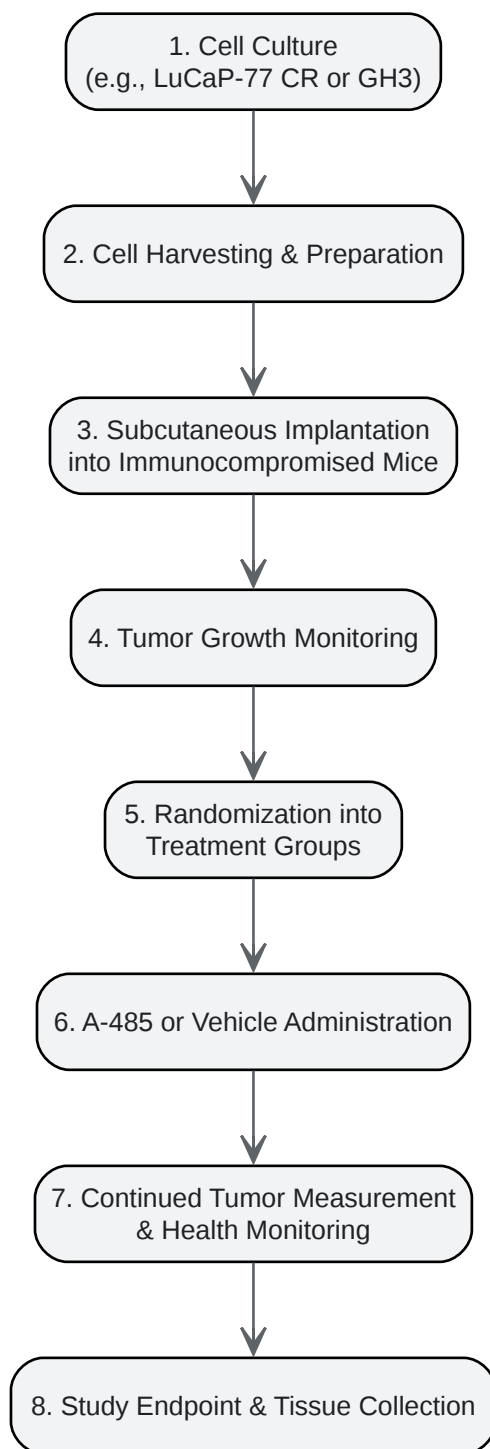 1. Cell Culture
(e.g., LuCaP-77 CR or GH3)
2. Cell Harvesting & Preparation
3. Subcutaneous Implantation
into Immunocompromised Mice
4. Tumor Growth Monitoring
5. Randomization into
Treatment Groups
6. A-485 or Vehicle Administration
7. Continued Tumor Measurement
& Health Monitoring
8. Study Endpoint & Tissue Collection